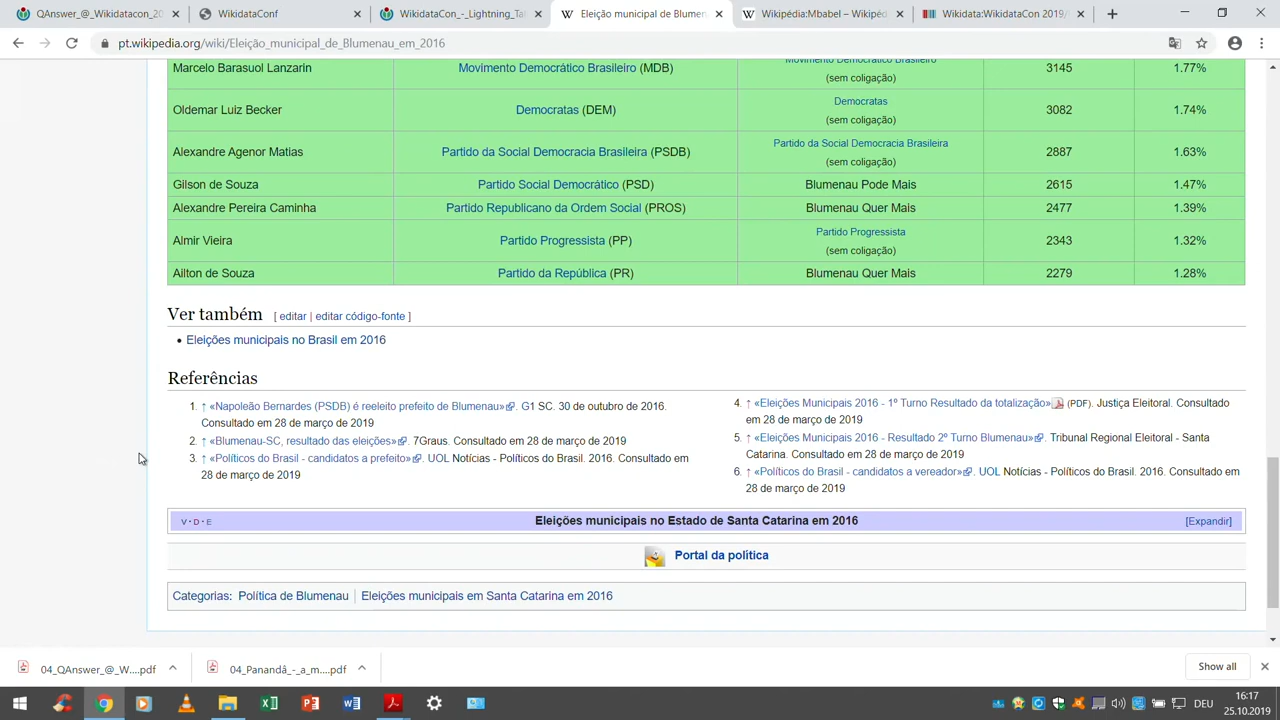 QAnswer_@_Wikidatacon_20
WikidataConf
WikidataCon_-_Lightning_Tal
Eleição municipal de Blumen
Wikipédia:Mbabel – Wikipéd
Wikidata:WikidataCon 2019/
pt.wikipedia.org/wiki/Eleição_municipal_de_Blumenau_em_2016
Marcelo Barasuol Lanzarin Movimento Democrático Brasileiro (MDB) Movimento Democrático Brasileiro (sem coligação) 3145 1.77%
Oldemar Luiz Becker Democratas (DEM) Democratas (sem coligação) 3082 1.74%
Alexandre Agenor Matias Partido da Social Democracia Brasileira (PSDB) Partido da Social Democracia Brasileira (sem coligação) 2887 1.63%
Gilson de Souza Partido Social Democrático (PSD) Blumenau Pode Mais 2615 1.47%
Alexandre Pereira Caminha Partido Republicano da Ordem Social (PROS) Blumenau Quer Mais 2477 1.39%
Almir Vieira Partido Progressista (PP) Partido Progressista (sem coligação) 2343 1.32%
Ailton de Souza Partido da República (PR) Blumenau Quer Mais 2279 1.28%
Ver também [ editar | editar código-fonte ]
• Eleições municipais no Brasil em 2016
Referências
1. ↑ «Napoleão Bernardes (PSDB) é reeleito prefeito de Blumenau». G1 SC. 30 de outubro de 2016.
Consultado em 28 de março de 2019
2. ↑ «Blumenau-SC, resultado das eleições». 7Graus. Consultado em 28 de março de 2019
3. ↑ «Políticos do Brasil - candidatos a prefeito». UOL Notícias - Políticos do Brasil. 2016. Consultado em
28 de março de 2019
4. ↑ «Eleições Municipais 2016 - 1º Turno Resultado da totalização» (PDF). Justiça Eleitoral. Consultado
em 28 de março de 2019
5. ↑ «Eleições Municipais 2016 - Resultado 2º Turno Blumenau». Tribunal Regional Eleitoral - Santa
Catarina. Consultado em 28 de março de 2019
6. ↑ «Políticos do Brasil - candidatos a vereador». UOL Notícias - Políticos do Brasil. 2016. Consultado em
28 de março de 2019
V • D • E Eleições municipais no Estado de Santa Catarina em 2016 [Expandir]
Portal da política
Categorias: Política de Blumenau | Eleições municipais em Santa Catarina em 2016
04_QAnswer_@_W....pdf
04_Panandâ_-_a_m....pdf
Show all
DEU
16:17
25.10.2019